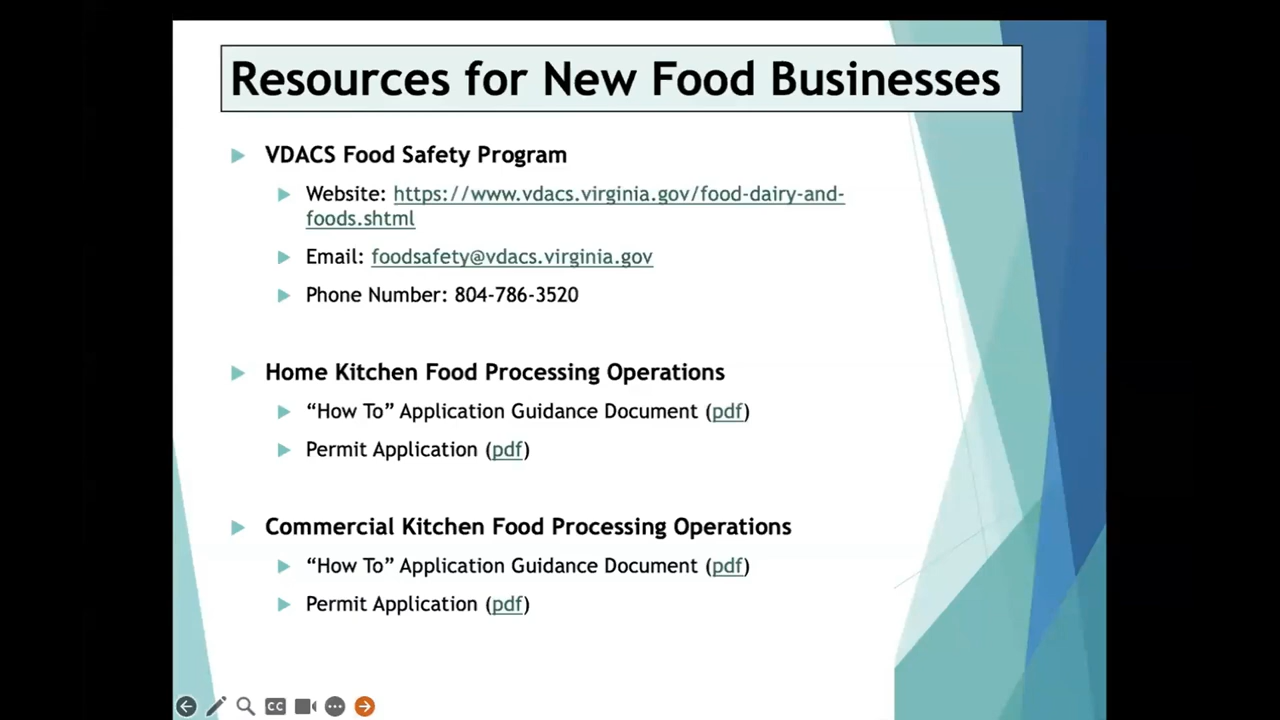 Resources for New Food Businesses
VDACS Food Safety Program
Website: https://www.vdacs.virginia.gov/food-dairy-and-
foods.shtml
Email: foodsafety@vdacs.virginia.gov
Phone Number: 804-786-3520
Home Kitchen Food Processing Operations
“How To” Application Guidance Document (pdf)
Permit Application (pdf)
Commercial Kitchen Food Processing Operations
“How To” Application Guidance Document (pdf)
Permit Application (pdf)
CC